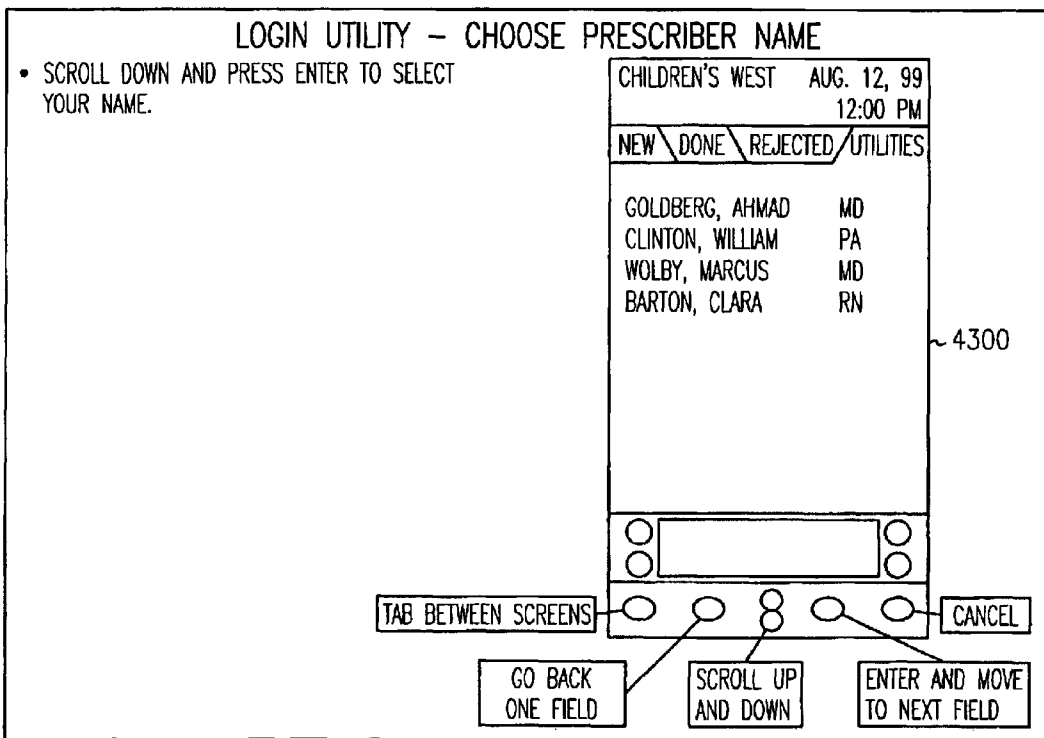 LOGIN UTILITY – CHOOSE PRESCRIBER NAME
• SCROLL DOWN AND PRESS ENTER TO SELECT
YOUR NAME.
CHILDREN'S WEST AUG. 12, 99
12:00 PM
NEW DONE REJECTED UTILITIES
GOLDBERG, AHMAD MD
CLINTON, WILLIAM PA
WOLBY, MARCUS MD
BARTON, CLARA RN
4300
TAB BETWEEN SCREENS
CANCEL
GO BACK
ONE FIELD
SCROLL UP
AND DOWN
ENTER AND MOVE
TO NEXT FIELD